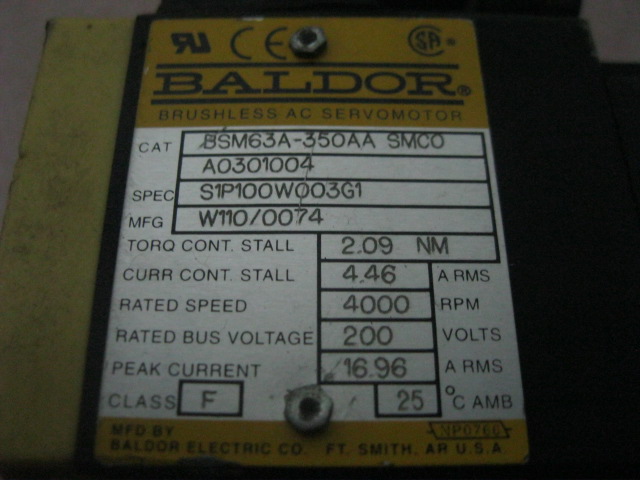 BALDOR®
BRUSHLESS AC SERVOMOTOR
CAT BSM63A-350AA SMCO
A0301004
SPEC S1P100W003G1
MFG W110/0074
TORQ CONT. STALL 2.09 NM
CURR CONT. STALL 4.46 A RMS
RATED SPEED 4000 RPM
RATED BUS VOLTAGE 200 VOLTS
PEAK CURRENT 16.96 A RMS
CLASS F 25 °C AMB
MFD BY NP0760
BALDOR ELECTRIC CO. FT. SMITH, AR U.S.A.